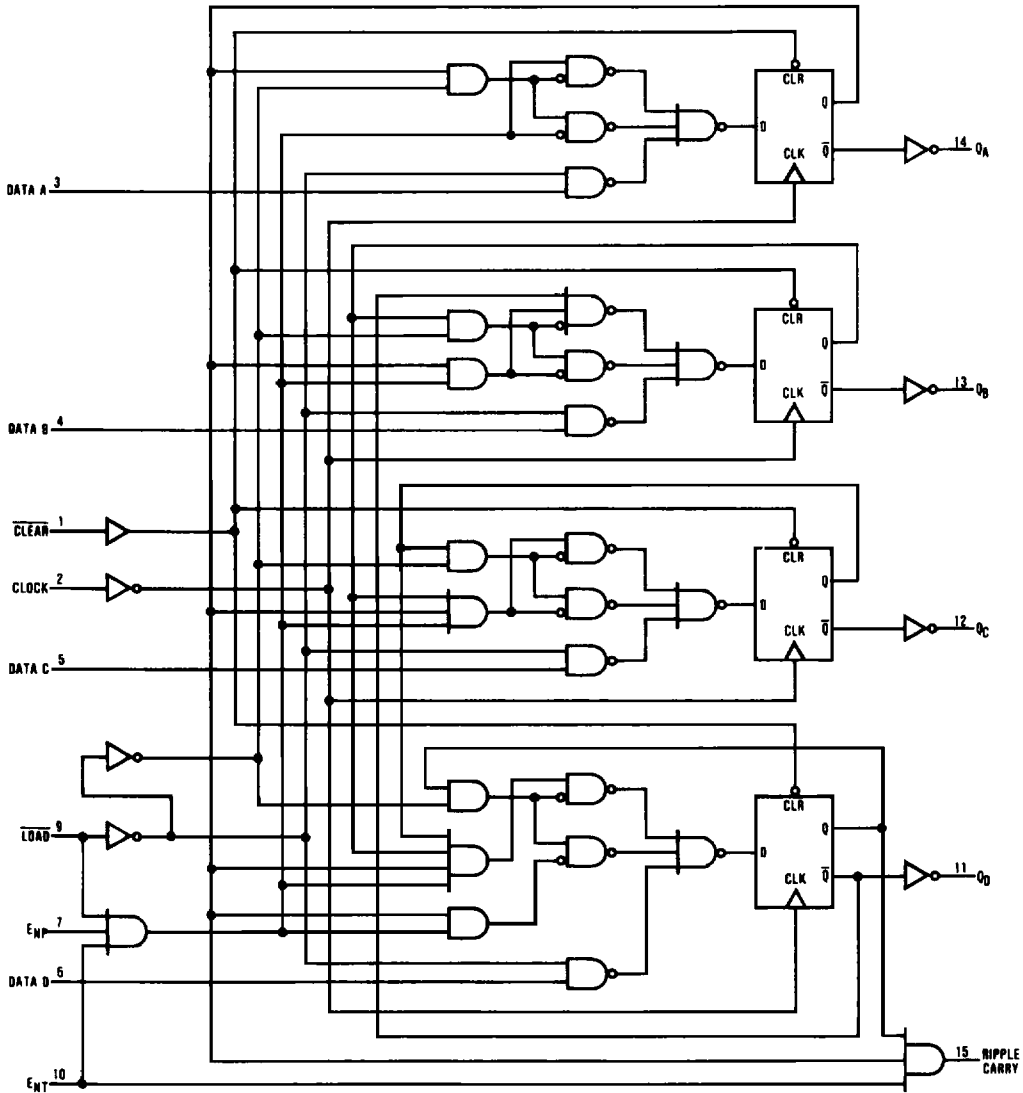 CLR
Q
D
Q̅
14 QA
CLK
3
DATA A
CLR
Q
D
Q̅
13 QB
CLK
4
DATA B
CLR
1
CLEAR
Q
D
2
CLOCK
Q̅
12 QC
CLK
5
DATA C
CLR
9
LOAD
Q
D
Q̅
11 QD
CLK
7
ENP
6
DATA D
15 RIPPLE
CARRY
10
ENT